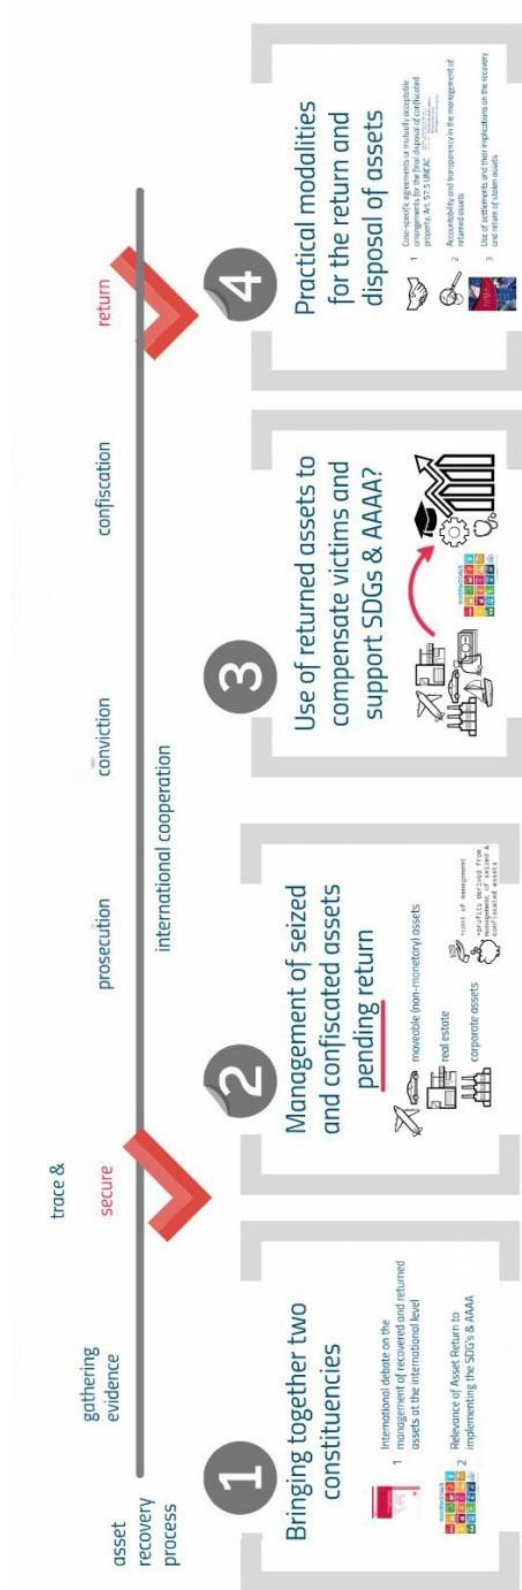 asset
recovery
process
gathering
evidence
trace &
secure
prosecution
conviction
confiscation
return
international cooperation
1
Bringing together two
constituencies
1
International debate on the
management of recovered and returned
assets at the international level
2
Relevance of Asset Return to
implementing the SDG's & AAAA
2
Management of seized
and confiscated assets
pending return
moveable (non-monetary) assets
real estate
corporate assets
+cost of management
+profits derived from
management of seized &
confiscated assets
3
Use of returned assets to
compensate victims and
support SDGs & AAAA?
4
Practical modalities
for the return and
disposal of assets
1
Case-specific agreements or mutually acceptable
arrangements for the final disposal of confiscated
property, Art. 57.5 UNCAC
2
Accountability and transparency in the management of
returned assets
3
Use of settlements and their implications on the recovery
and return of stolen assets